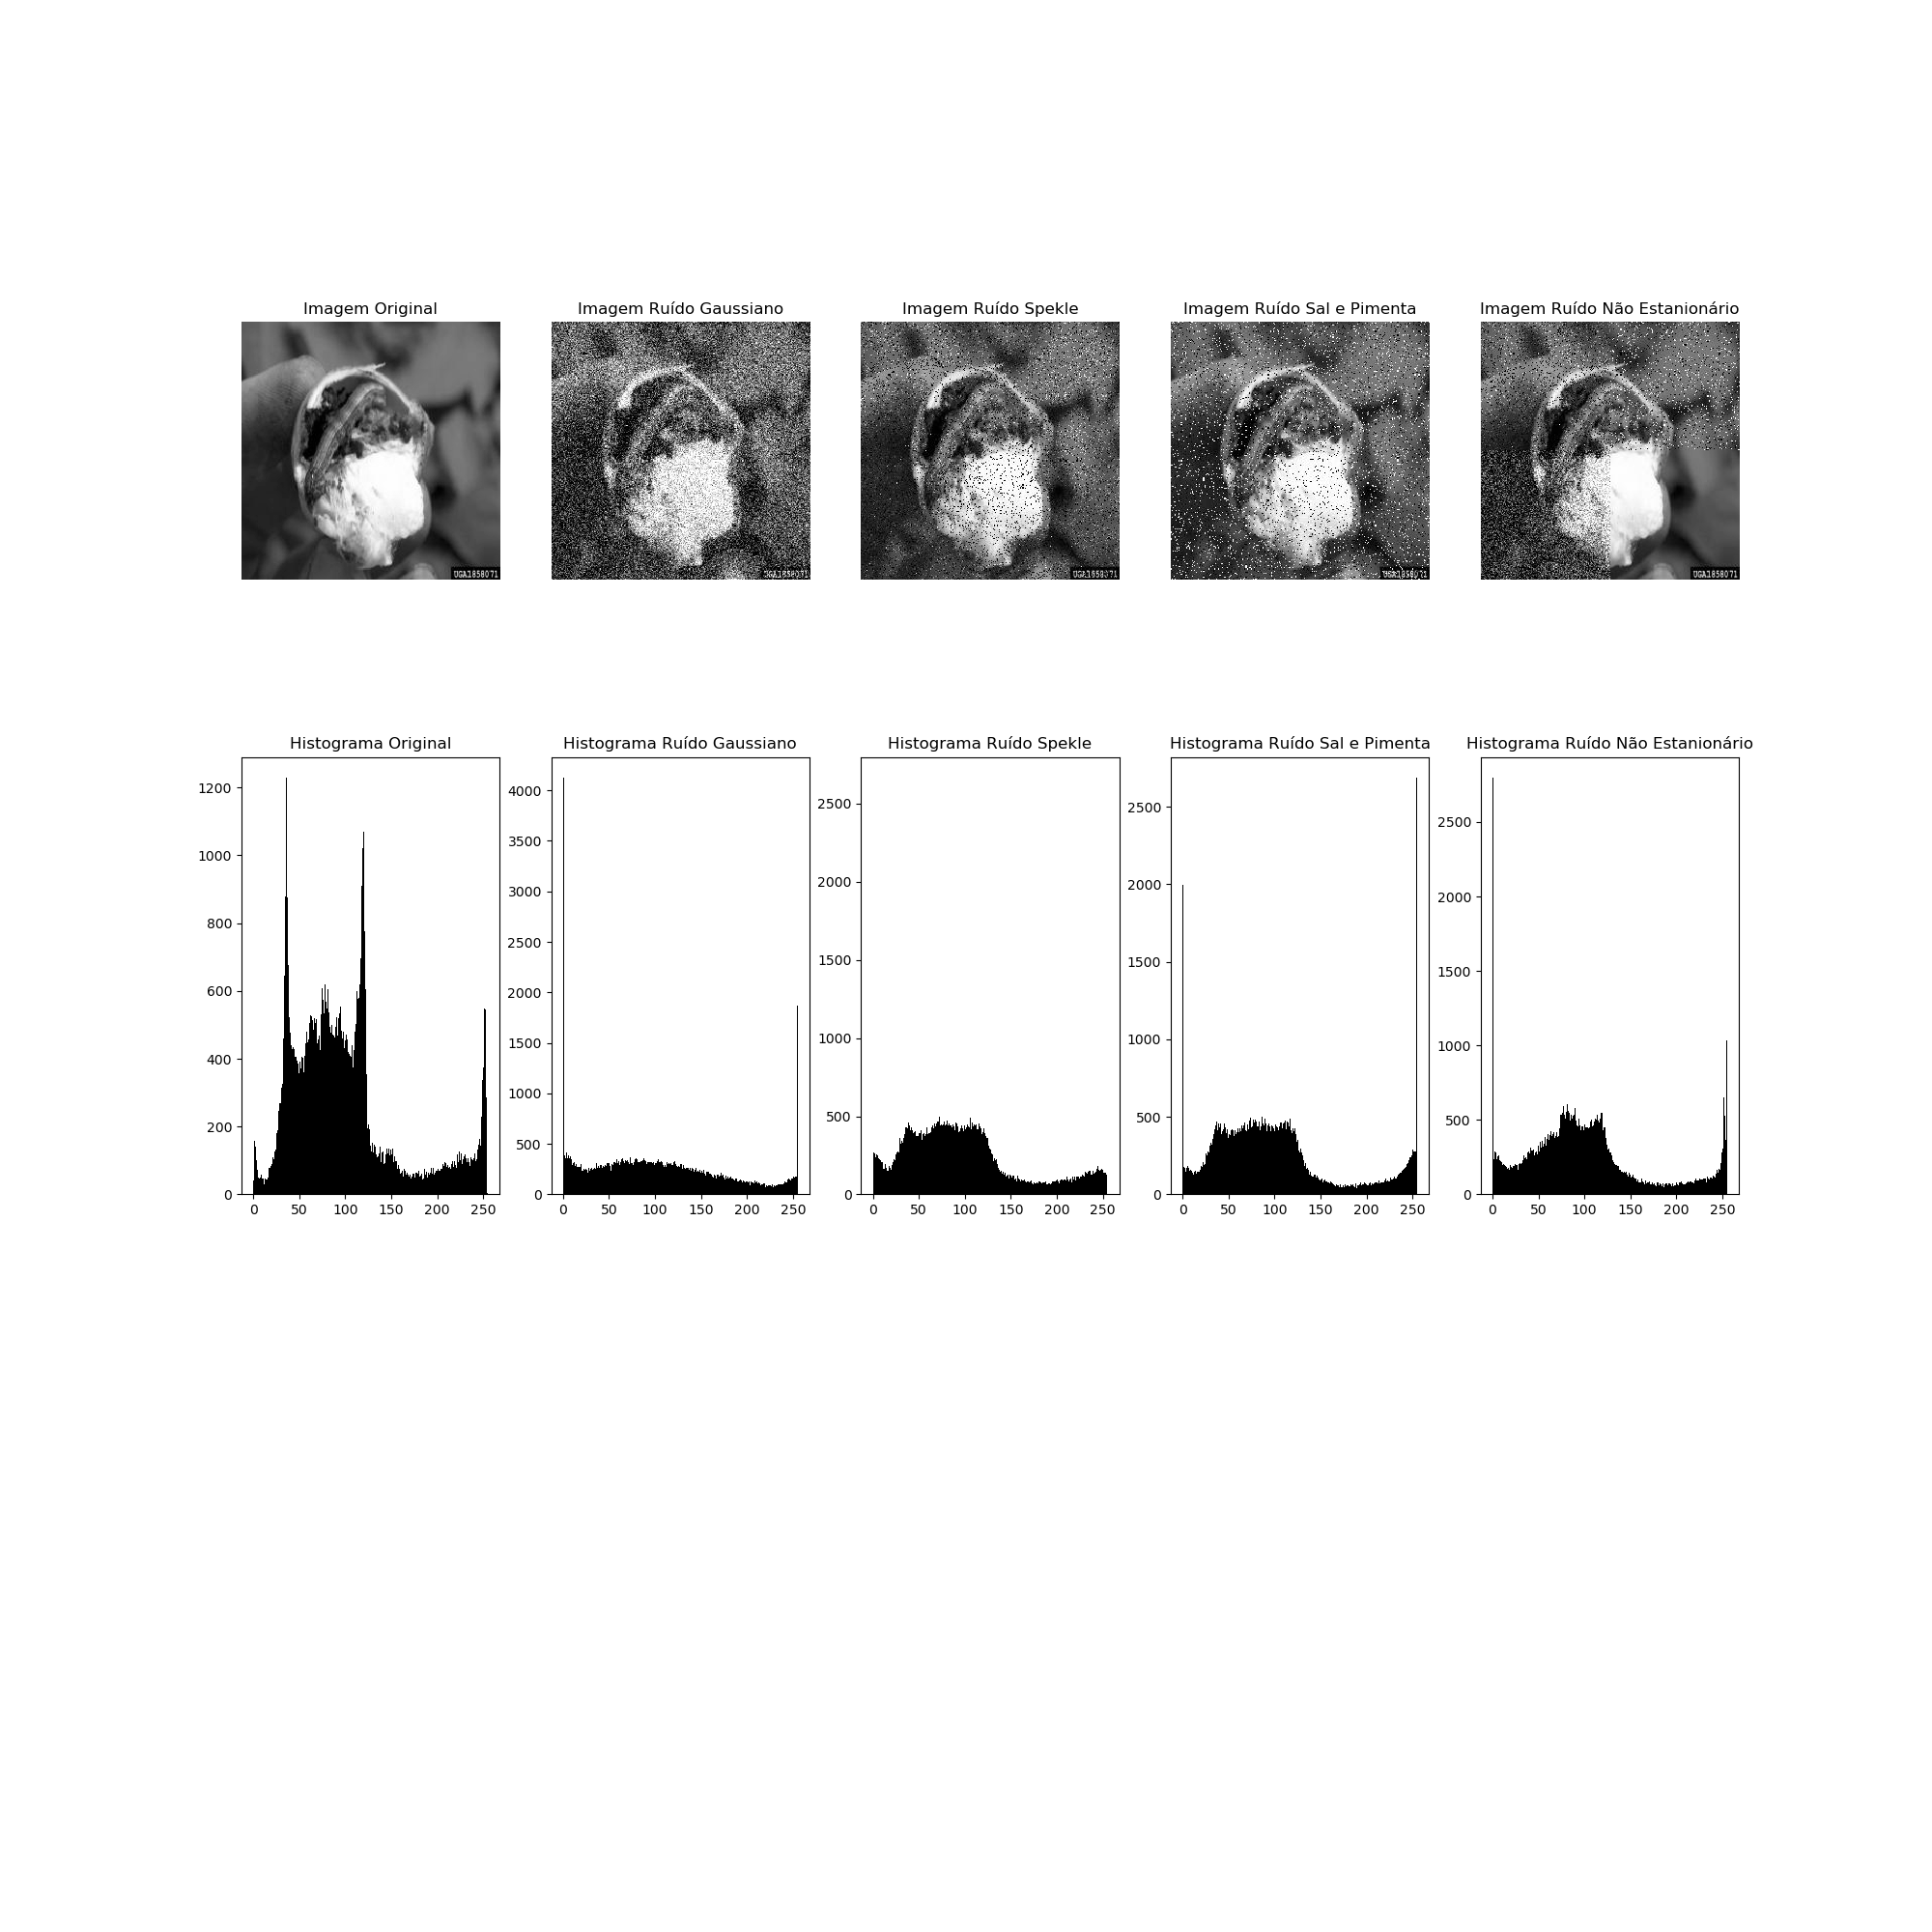 Imagem Original
Imagem Ruído Gaussiano
Imagem Ruído Spekle
Imagem Ruído Sal e Pimenta
Imagem Ruído Não Estanionário
UGA1858071
UGA1858071
UGA1858071
UGA1858071
UGA1858071
Histograma Original
1200
1000
800
600
400
200
0
0 50 100 150 200 250
Histograma Ruído Gaussiano
4000
3500
3000
2500
2000
1500
1000
500
0
0 50 100 150 200 250
Histograma Ruído Spekle
2500
2000
1500
1000
500
0
0 50 100 150 200 250
Histograma Ruído Sal e Pimenta
2500
2000
1500
1000
500
0
0 50 100 150 200 250
Histograma Ruído Não Estanionário
2500
2000
1500
1000
500
0
0 50 100 150 200 250